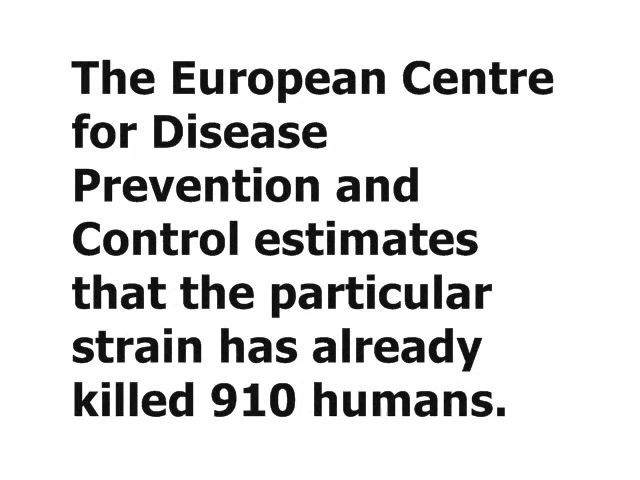 The European Centre
for Disease
Prevention and
Control estimates
that the particular
strain has already
killed 910 humans.